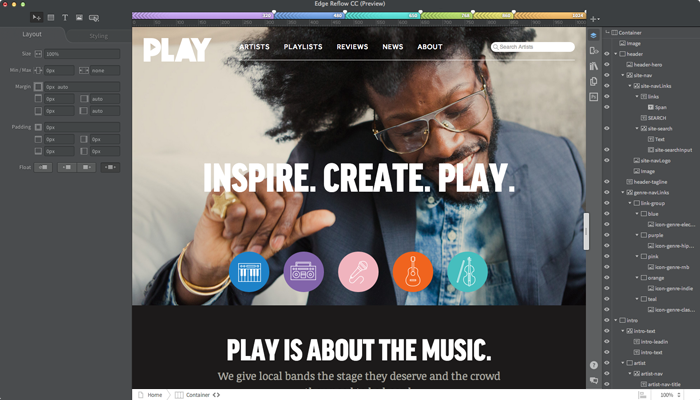 Edge Reflow CC (Preview)
320
480
650
768
960
1024
Layout
Styling
Size
100%
Min / Max
0px
none
Margin
0px auto
0px
auto
0px
auto
Padding
0px
0px
0px
0px
0px
Float
PLAY
ARTISTS
PLAYLISTS
REVIEWS
NEWS
ABOUT
Search Artists
INSPIRE. CREATE. PLAY.
PLAY IS ABOUT THE MUSIC.
We give local bands the stage they deserve and the crowd
Home
Container
Container
Image
header
header-hero
site-nav
site-navLinks
links
Span
SEARCH
site-search
Text
site-searchInput
site-navLogo
Image
header-tagline
genre-navLinks
link-group
blue
icon-genre-elec...
purple
icon-genre-hip...
pink
icon-genre-rnb
orange
icon-genre-indie
teal
icon-genre-clas...
intro
intro-text
intro-leadin
intro-text
artist
artist-nav
artist-nav-title
100%